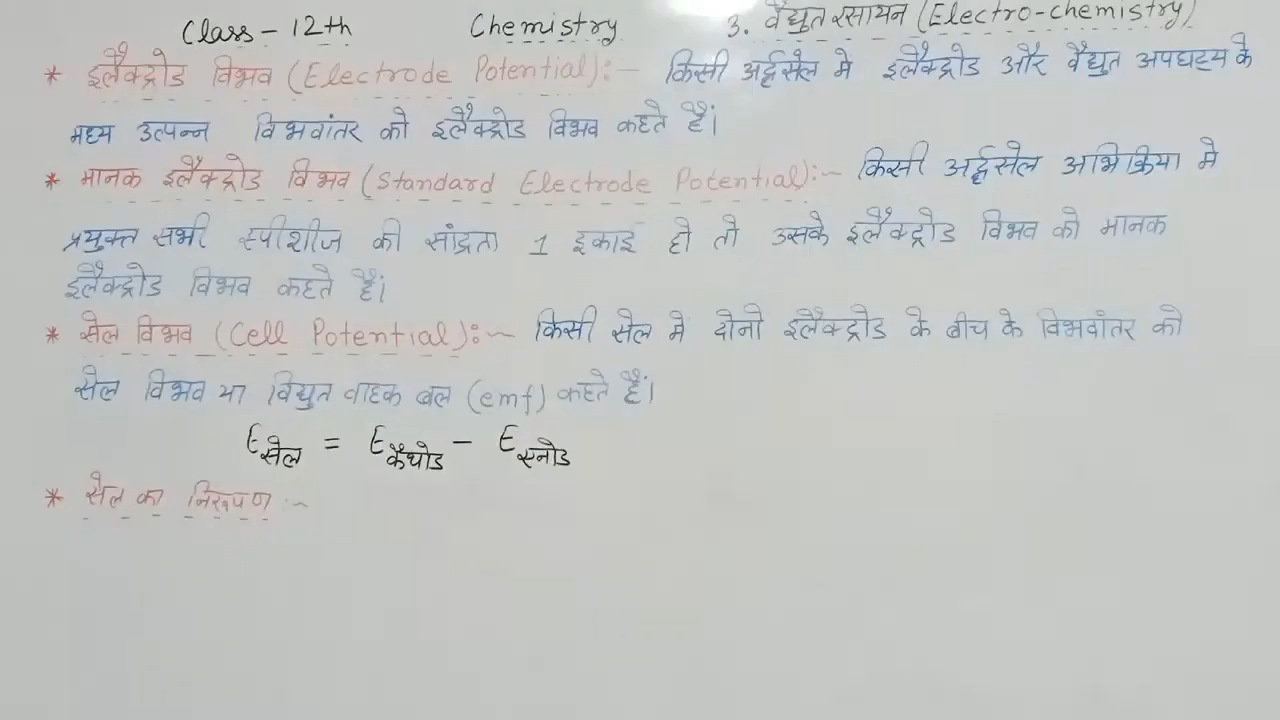 Class - 12th Chemistry 3. वैद्युत रसायन (Electro-chemistry)
* इलैक्ट्रोड विभव (Electrode Potential):- किसी अर्द्धसेल मे इलैक्ट्रोड और वैद्युत अपघट्य के
मध्य उत्पन्न विभवांतर को इलैक्ट्रोड विभव कहते हैं।
* मानक इलैक्ट्रोड विभव (Standard Electrode Potential):- किसी अर्द्धसेल अभिक्रिया मे
प्रयुक्त सभी स्पीशीज की सांद्रता 1 इकाई हो तो उसके इलैक्ट्रोड विभव को मानक
इलैक्ट्रोड विभव कहते हैं।
* सेल विभव (Cell Potential):- किसी सेल मे दोनो इलैक्ट्रोड के बीच के विभवांतर को
सेल विभव या विद्युत वाहक बल (emf) कहते हैं।
E सेल = E कैथोड - E एनोड
* सेल का निरूपण :-